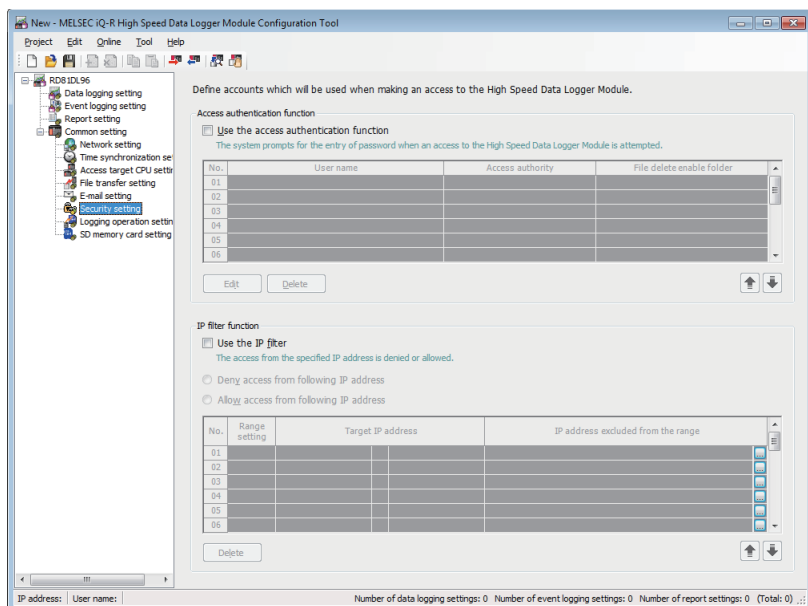 New - MELSEC iQ-R High Speed Data Logger Module Configuration Tool
Project Edit Online Tool Help
RD81DL96
Data logging setting
Event logging setting
Report setting
Common setting
Network setting
Time synchronization set
Access target CPU settin
File transfer setting
E-mail setting
Security setting
Logging operation settin
SD memory card setting
Define accounts which will be used when making an access to the High Speed Data Logger Module.
Access authentication function
Use the access authentication function
The system prompts for the entry of password when an access to the High Speed Data Logger Module is attempted.
No. User name Access authority File delete enable folder
01
02
03
04
05
06
Edit Delete
IP filter function
Use the IP filter
The access from the specified IP address is denied or allowed.
Deny access from following IP address
Allow access from following IP address
No. Range setting Target IP address IP address excluded from the range
01 ...
02 ...
03 ...
04 ...
05 ...
06 ...
Delete
IP address: User name: Number of data logging settings: 0 Number of event logging settings: 0 Number of report settings: 0 (Total: 0)